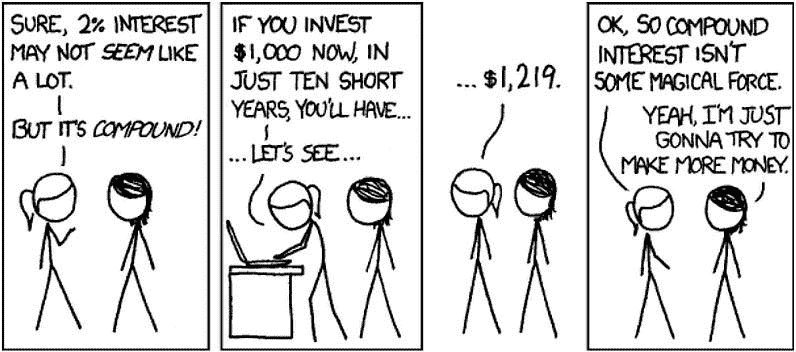 SURE, 2% INTEREST
MAY NOT SEEM LIKE
A LOT.
BUT IT'S COMPOUND!
IF YOU INVEST
$1,000 NOW, IN
JUST TEN SHORT
YEARS, YOU'LL HAVE...
...LET'S SEE...
...$1,219.
OK, SO COMPOUND
INTEREST ISN'T
SOME MAGICAL FORCE.
YEAH, I'M JUST
GONNA TRY TO
MAKE MORE MONEY.